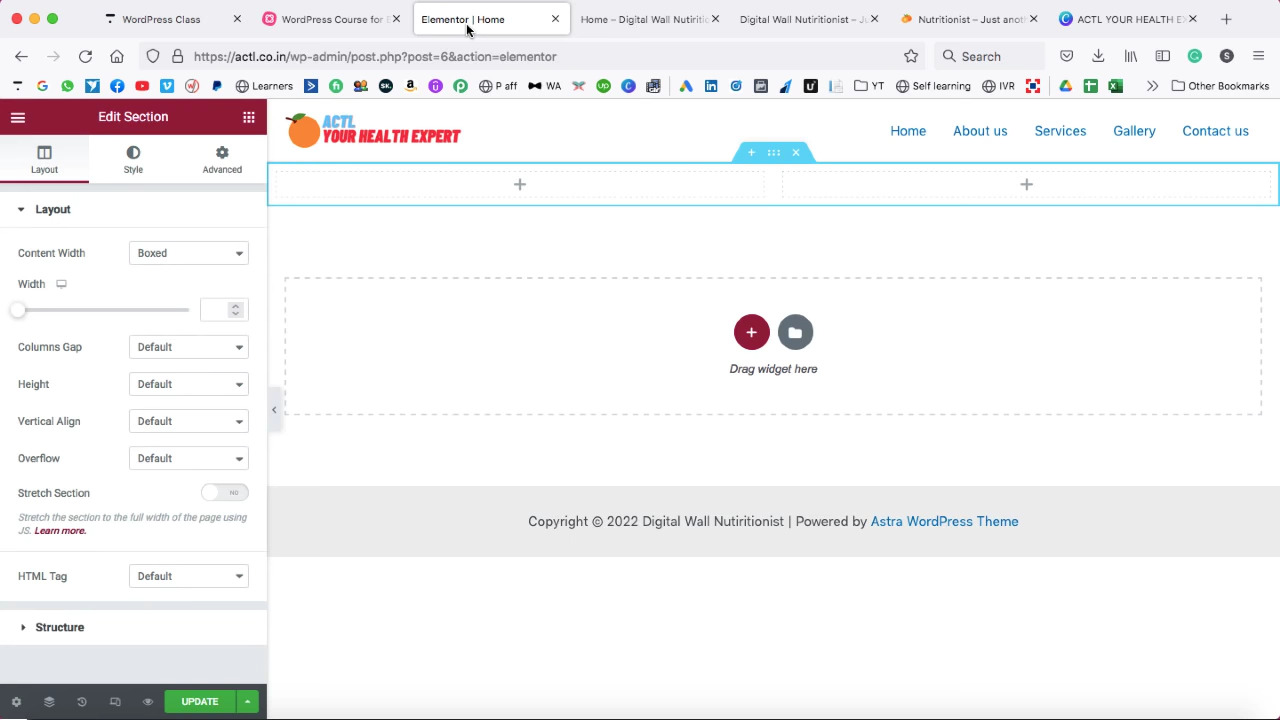 WordPress Class
WordPress Course for E
Elementor | Home
Home – Digital Wall Nutiritic
Digital Wall Nutiritionist – Ju
Nutritionist – Just anoth
ACTL YOUR HEALTH EX
https://actl.co.in/wp-admin/post.php?post=6&action=elementor
Search
Learners
P aff
WA
YT
Self learning
IVR
Other Bookmarks
Edit Section
Layout
Style
Advanced
Layout
Content Width
Boxed
Width
Columns Gap
Default
Height
Default
Vertical Align
Default
Overflow
Default
Stretch Section
NO
Stretch the section to the full width of the page using
JS. Learn more.
HTML Tag
Default
Structure
UPDATE
ACTL
YOUR HEALTH EXPERT
Home
About us
Services
Gallery
Contact us
Drag widget here
Copyright © 2022 Digital Wall Nutiritionist | Powered by Astra WordPress Theme